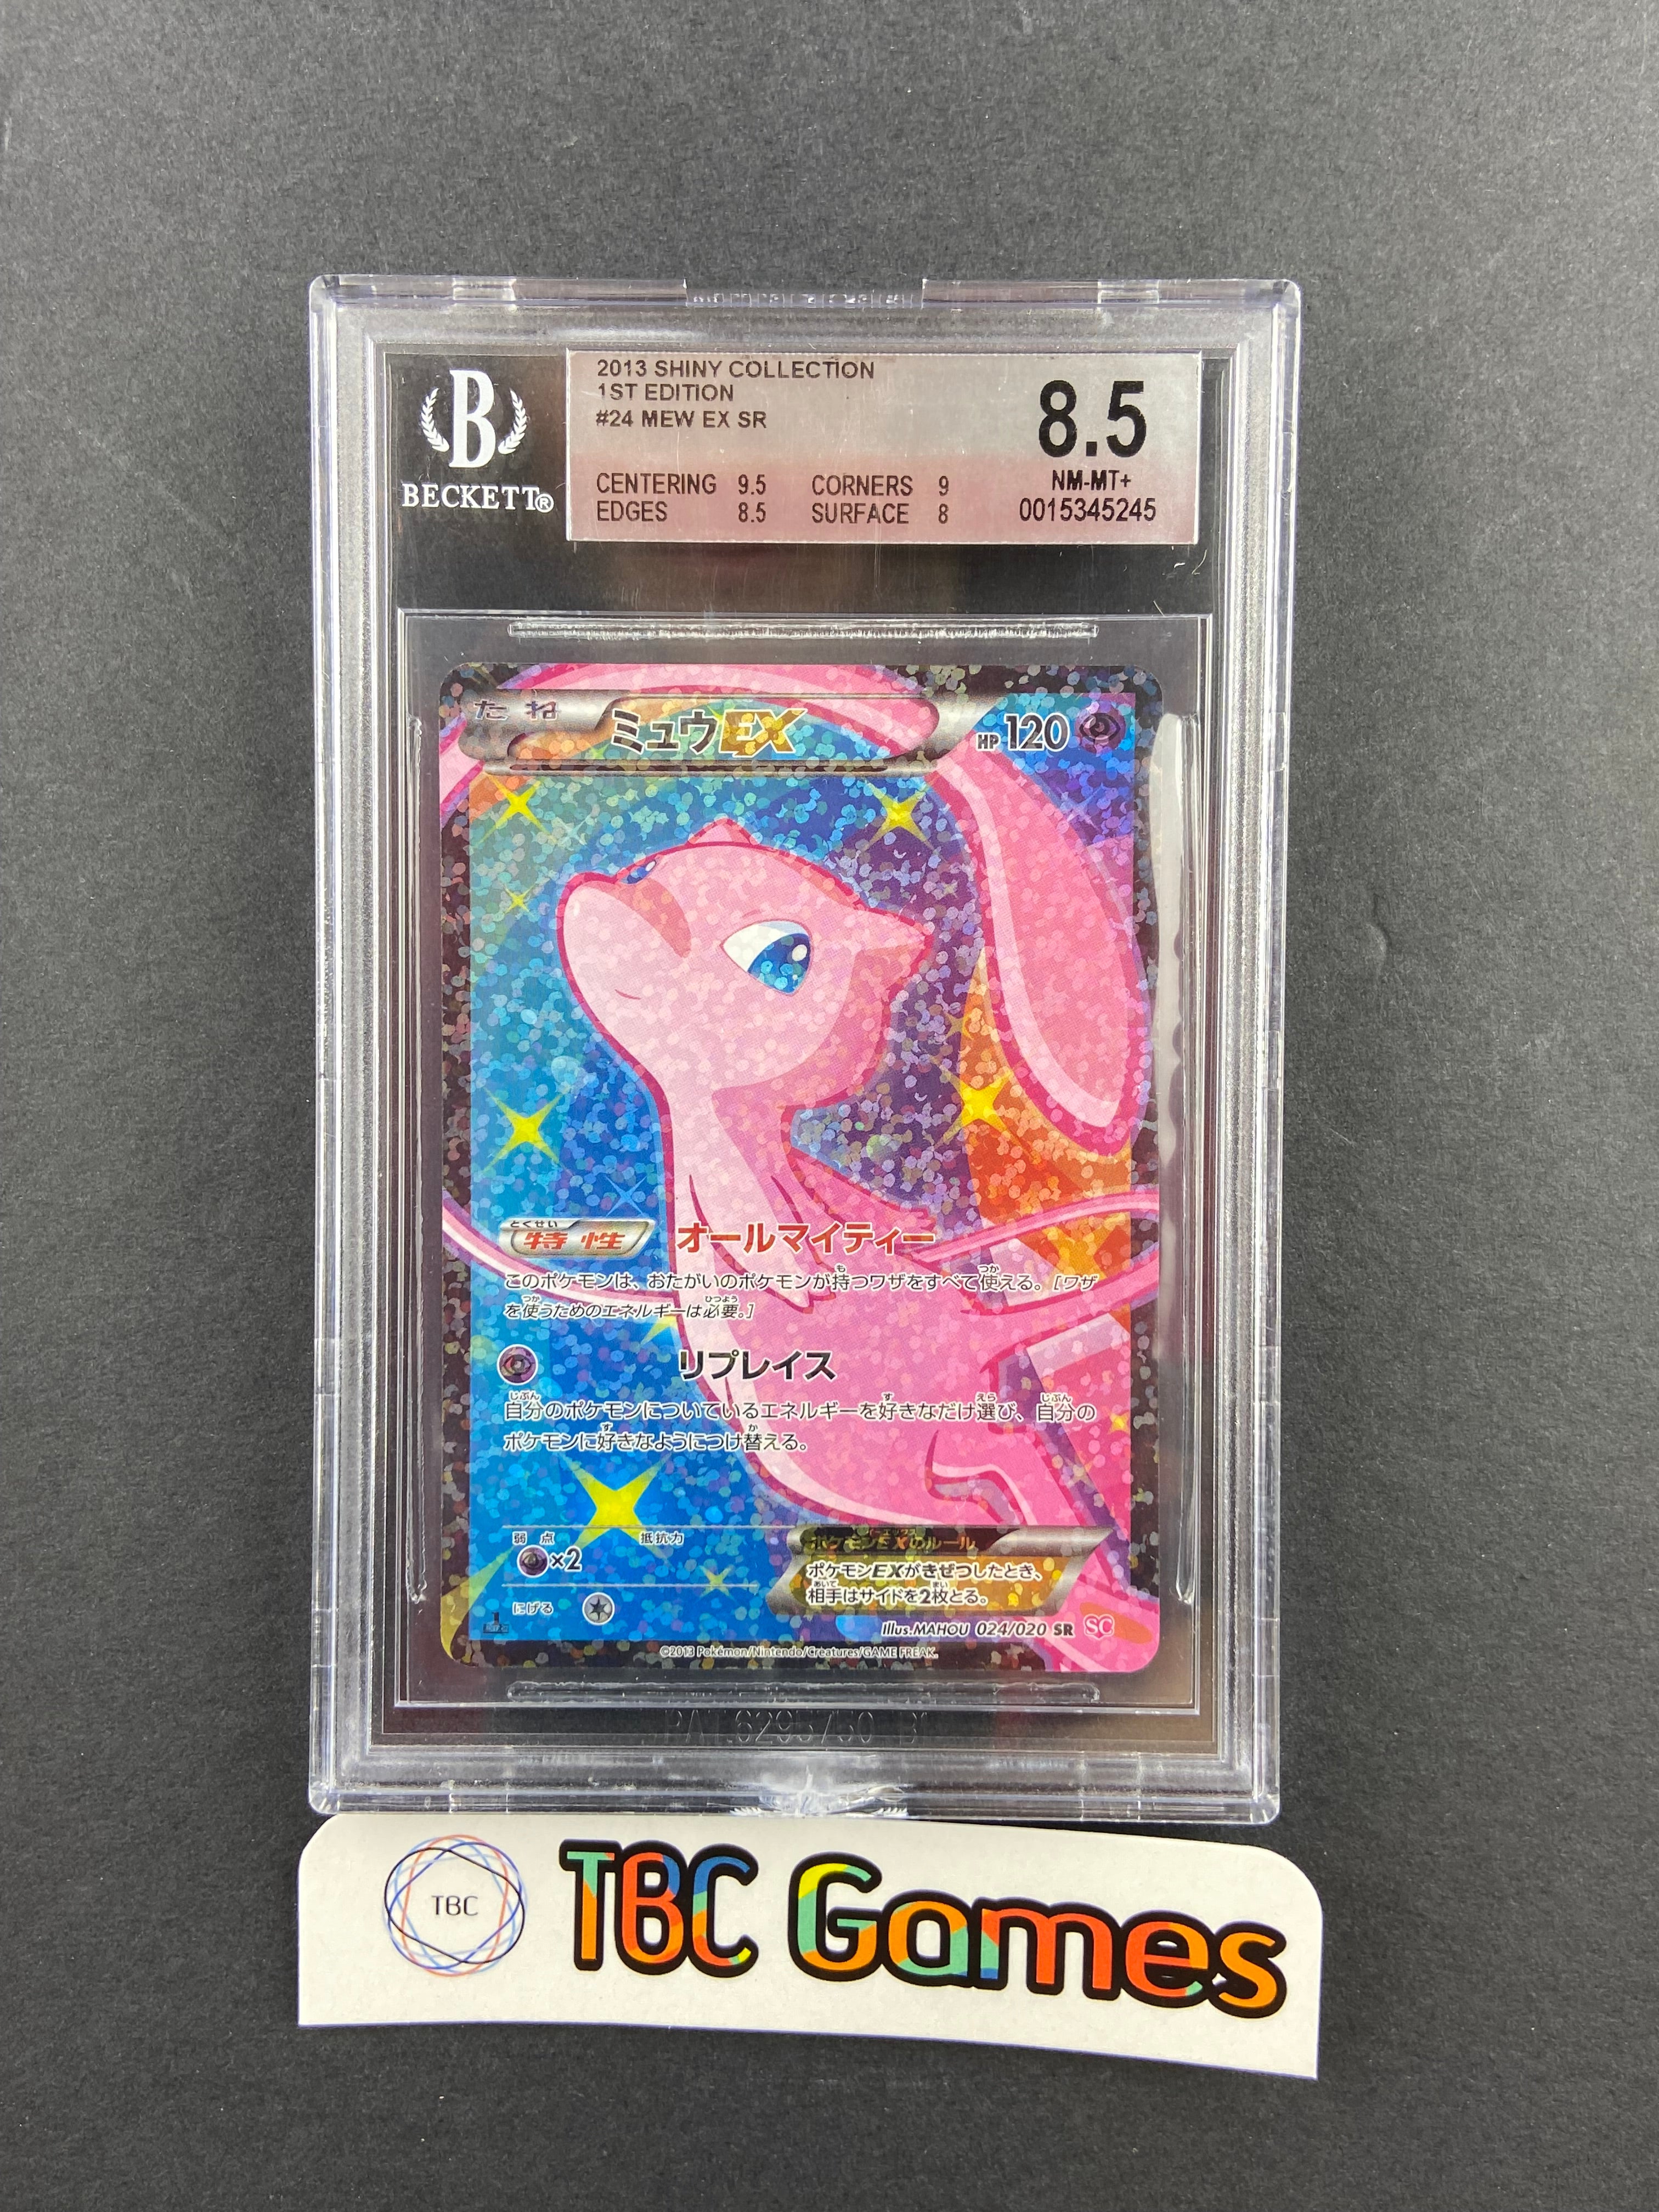 2013 SHINY COLLECTION
1ST EDITION
#24 MEW EX SR
8.5
CENTERING 9.5 CORNERS 9
EDGES 8.5 SURFACE 8
NM-MT+
0015345245
B
BECKETT®
たね
ミュウEX
HP120
とくせい
特性 オールマイティー
このポケモンは、おたがいのポケモンが持つワザをすべて使える。[ワザ
を使うためのエネルギーは必要。]
リプレイス
自分のポケモンについているエネルギーを好きなだけ選び、自分の
ポケモンに好きなようにつけ替える。
弱点 抵抗力
×2
にげる
ポケモンEXのルール
ポケモンEXがきぜつしたとき、
相手はサイドを2枚とる。
Illus.MAHOU 024/020 SR SC
©2013 Pokémon/Nintendo/Creatures/GAME FREAK.
TBC
TBC Games